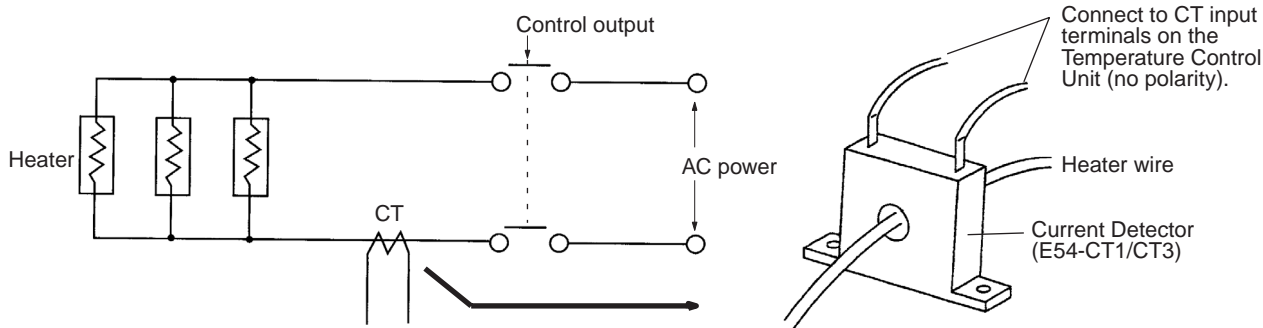 Control output
Heater
CT
AC power
Connect to CT input
terminals on the
Temperature Control
Unit (no polarity).
Heater wire
Current Detector
(E54-CT1/CT3)